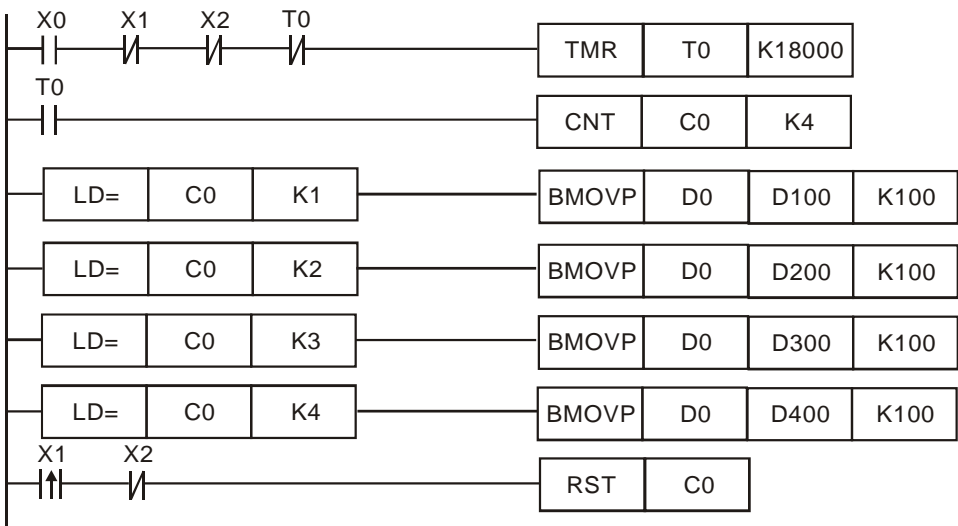 X0 X1 X2 T0
TMR T0 K18000
T0
CNT C0 K4
LD= C0 K1 BMOVP D0 D100 K100
LD= C0 K2 BMOVP D0 D200 K100
LD= C0 K3 BMOVP D0 D300 K100
LD= C0 K4 BMOVP D0 D400 K100
X1 X2
RST C0